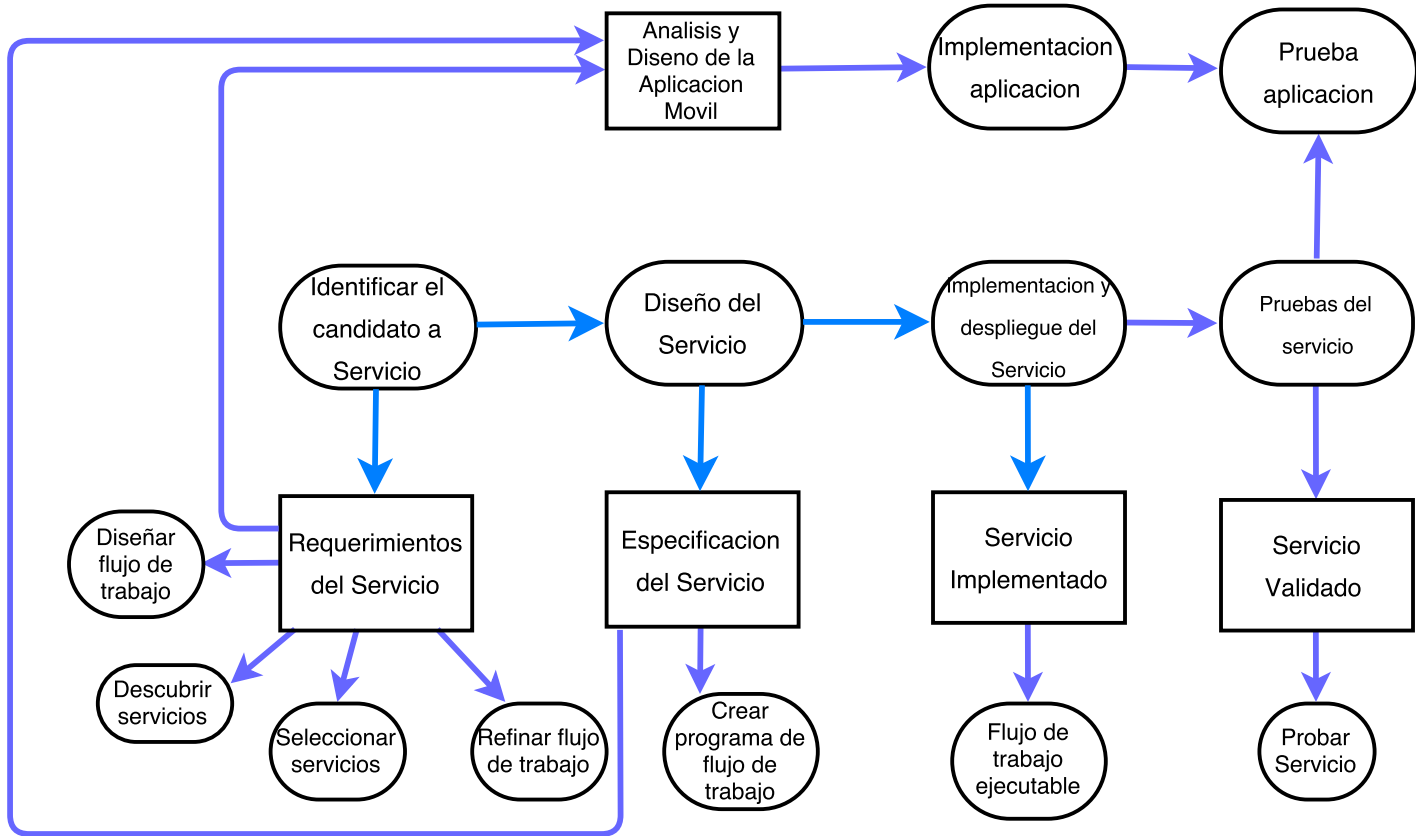 Analisis y
Diseno de la
Aplicacion
Movil
Implementacion
aplicacion
Prueba
aplicacion
Identificar el
candidato a
Servicio
Diseño del
Servicio
Implementacion y
despliegue del
Servicio
Pruebas del
servicio
Requerimientos
del Servicio
Especificacion
del Servicio
Servicio
Implementado
Servicio
Validado
Diseñar
flujo de
trabajo
Descubrir
servicios
Seleccionar
servicios
Refinar flujo
de trabajo
Crear
programa de
flujo de
trabajo
Flujo de
trabajo
ejecutable
Probar
Servicio